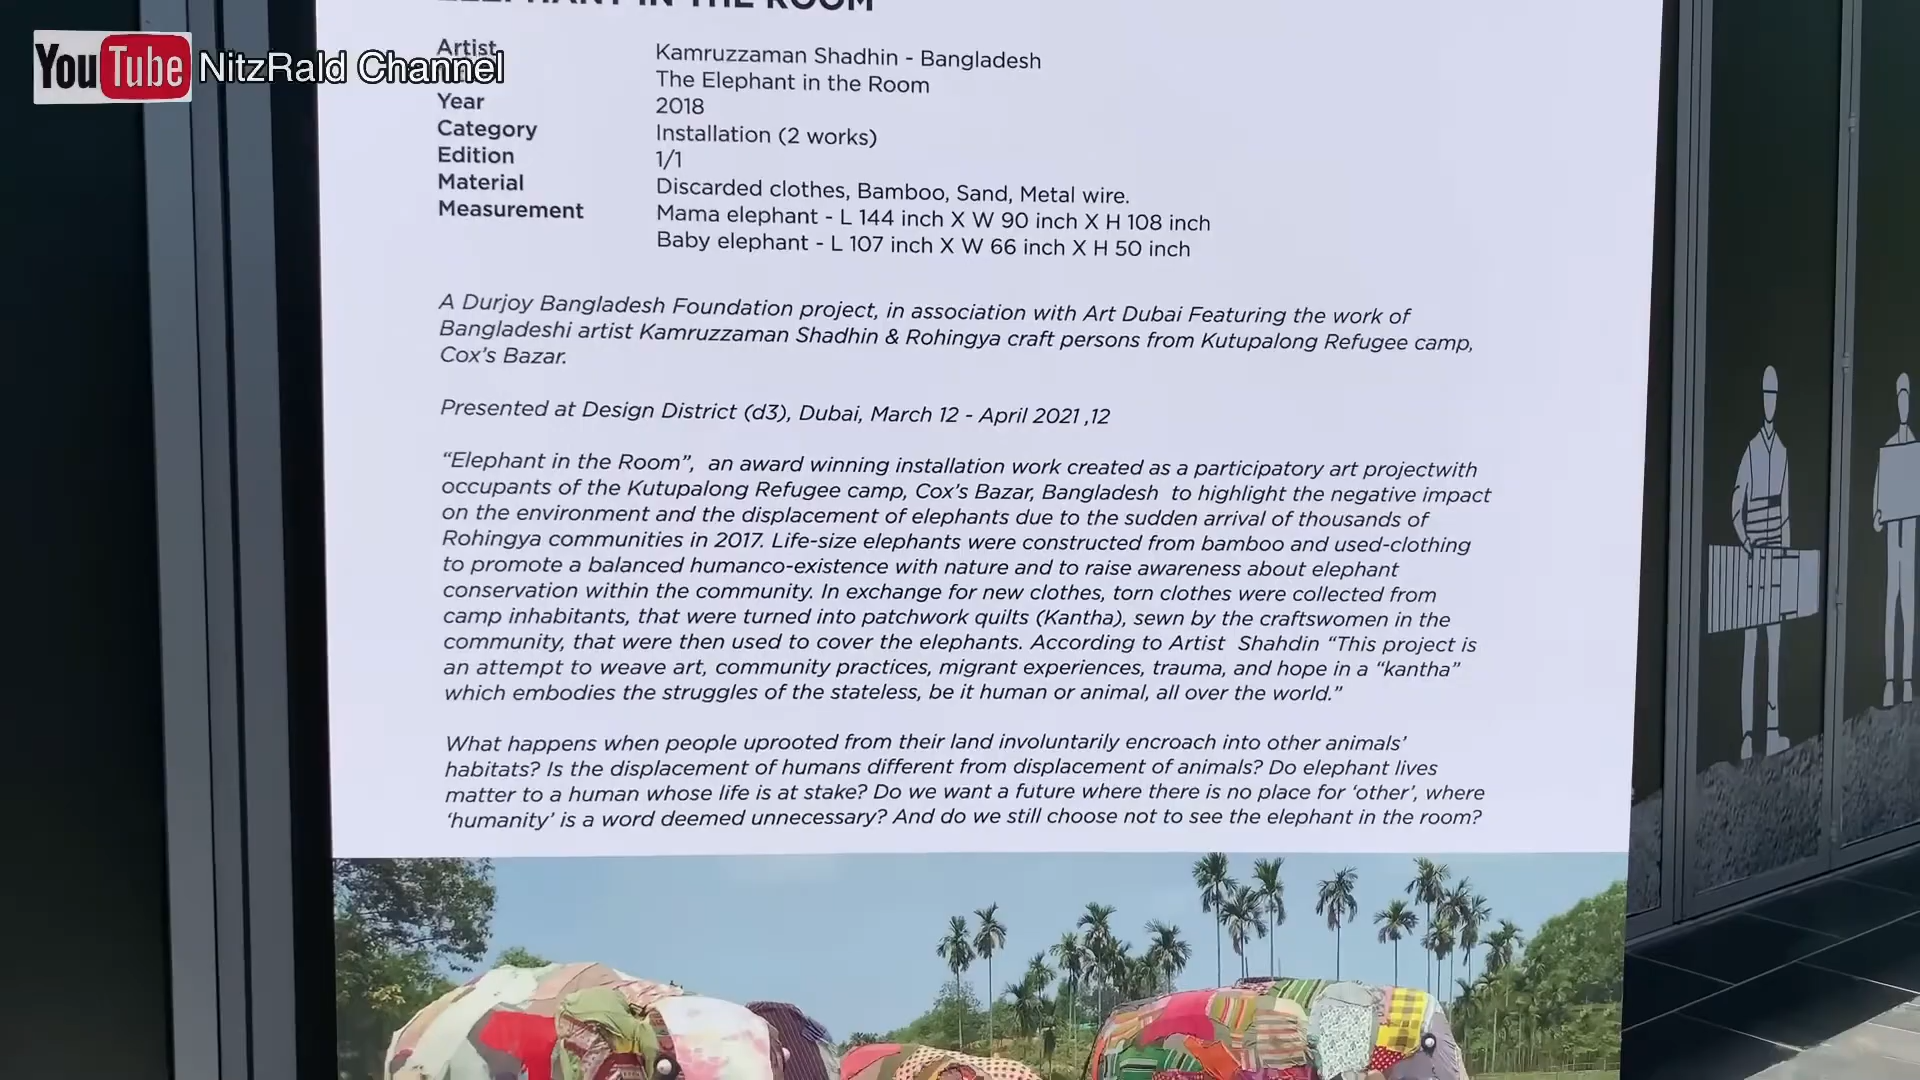 ELEPHANT IN THE ROOM
YouTube NitzRald Channel
Artist Kamruzzaman Shadhin - Bangladesh
The Elephant in the Room
Year 2018
Category Installation (2 works)
Edition 1/1
Material Discarded clothes, Bamboo, Sand, Metal wire.
Measurement Mama elephant - L 144 inch X W 90 inch X H 108 inch
Baby elephant - L 107 inch X W 66 inch X H 50 inch
A Durjoy Bangladesh Foundation project, in association with Art Dubai Featuring the work of
Bangladeshi artist Kamruzzaman Shadhin & Rohingya craft persons from Kutupalong Refugee camp,
Cox's Bazar.
Presented at Design District (d3), Dubai, March 12 - April 2021 ,12
“Elephant in the Room”, an award winning installation work created as a participatory art projectwith
occupants of the Kutupalong Refugee camp, Cox's Bazar, Bangladesh to highlight the negative impact
on the environment and the displacement of elephants due to the sudden arrival of thousands of
Rohingya communities in 2017. Life-size elephants were constructed from bamboo and used-clothing
to promote a balanced humanco-existence with nature and to raise awareness about elephant
conservation within the community. In exchange for new clothes, torn clothes were collected from
camp inhabitants, that were turned into patchwork quilts (Kantha), sewn by the craftswomen in the
community, that were then used to cover the elephants. According to Artist Shahdin “This project is
an attempt to weave art, community practices, migrant experiences, trauma, and hope in a “kantha”
which embodies the struggles of the stateless, be it human or animal, all over the world.”
What happens when people uprooted from their land involuntarily encroach into other animals’
habitats? Is the displacement of humans different from displacement of animals? Do elephant lives
matter to a human whose life is at stake? Do we want a future where there is no place for ‘other’, where
‘humanity’ is a word deemed unnecessary? And do we still choose not to see the elephant in the room?